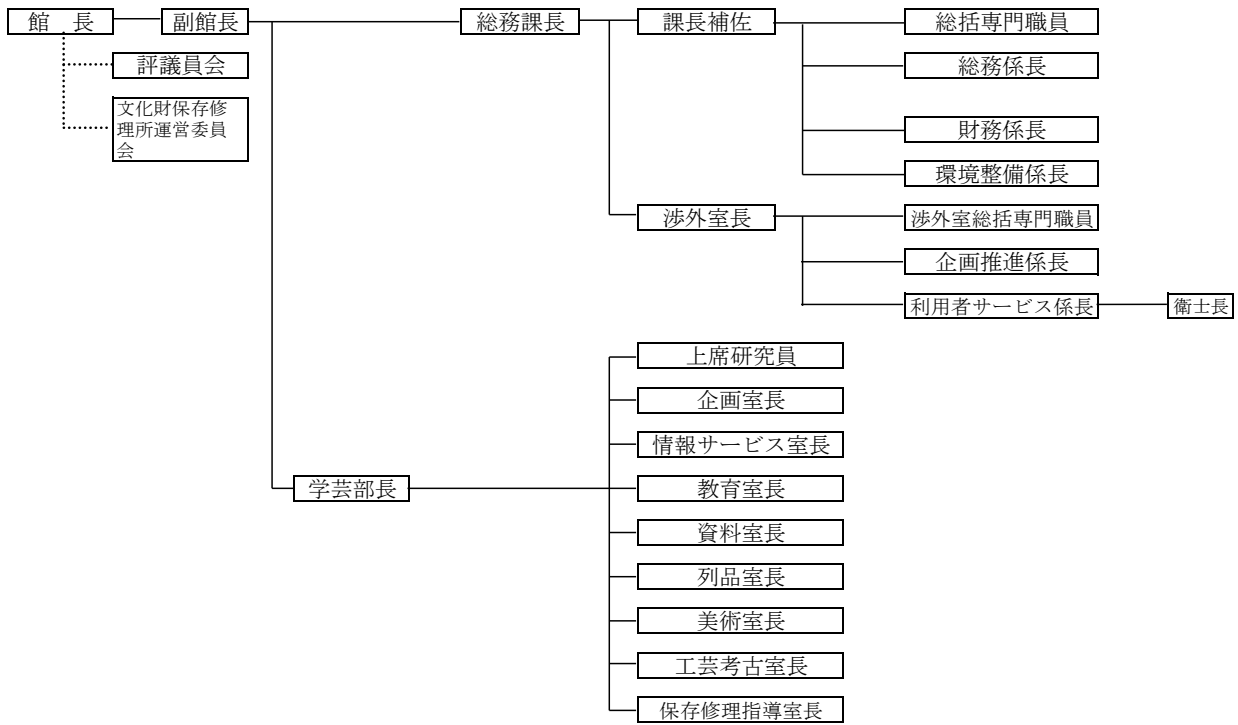 館　長
副館長
総務課長
課長補佐
総括専門職員
評議員会
総務係長
文化財保存修
理所運営委員
会
財務係長
環境整備係長
渉外室長
渉外室総括専門職員
企画推進係長
利用者サービス係長
衛士長
上席研究員
企画室長
情報サービス室長
学芸部長
教育室長
資料室長
列品室長
美術室長
工芸考古室長
保存修理指導室長